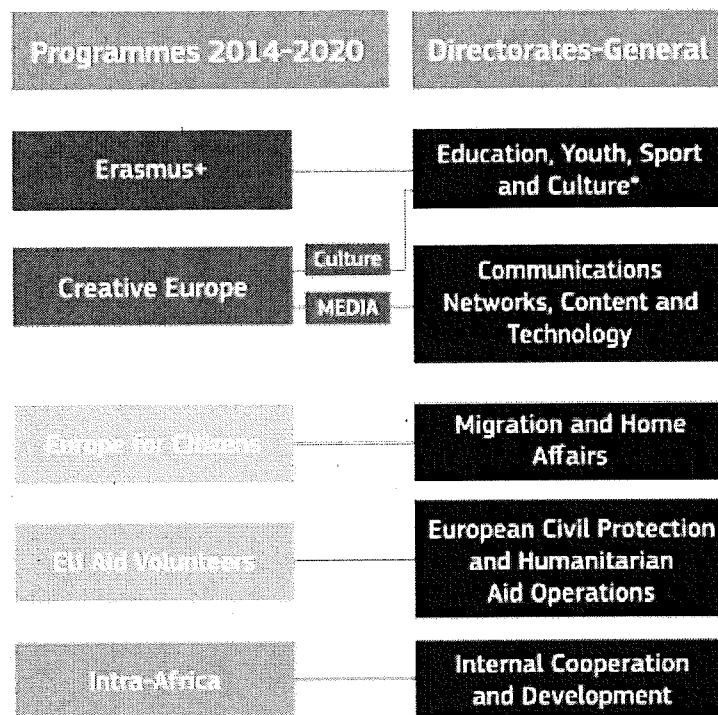 Programmes 2014-2020
Directorates-General
Erasmus+
Education, Youth, Sport
and Culture*
Creative Europe
Culture
MEDIA
Communications
Networks, Content and
Technology
Europe for Citizens
Migration and Home
Affairs
EU Aid Volunteers
European Civil Protection
and Humanitarian
Aid Operations
Intra-Africa
Internal Cooperation
and Development